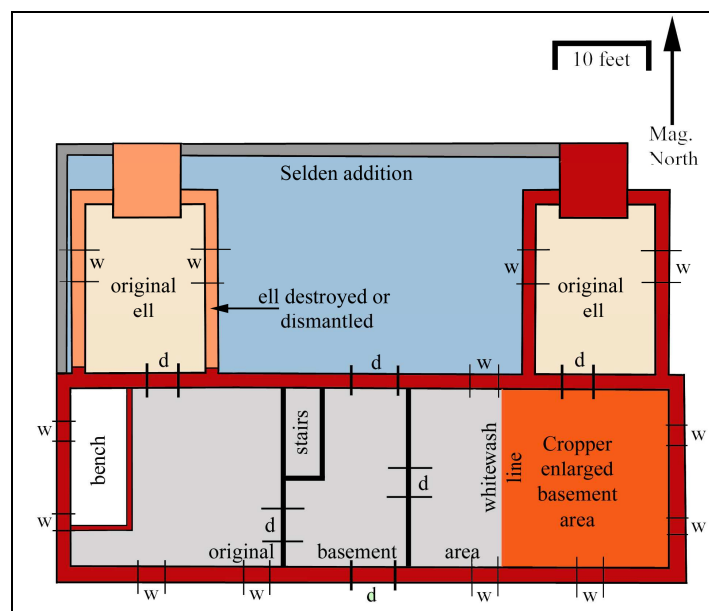 10 feet
Mag.
North
Selden addition
w
w
original
ell
ell destroyed or
dismantled
w
original
ell
w
d
d
w
d
w
bench
stairs
whitewash
line
Cropper
enlarged
basement
area
w
d
w
d
w
original
basement
area
w
w
w
d
w
w